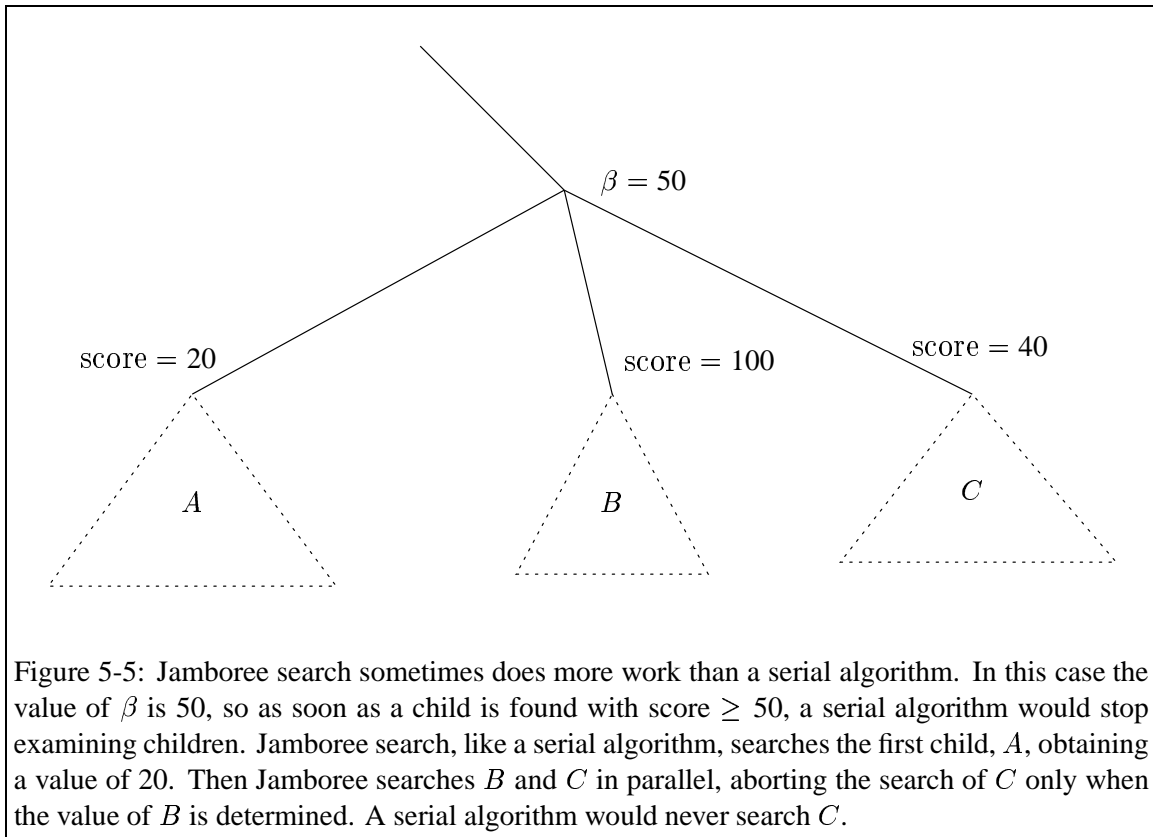 β = 50
score = 20
score = 100
score = 40
A
B
C
Figure 5-5: Jamboree search sometimes does more work than a serial algorithm. In this case the
value of β is 50, so as soon as a child is found with score ≥ 50, a serial algorithm would stop
examining children. Jamboree search, like a serial algorithm, searches the first child, A, obtaining
a value of 20. Then Jamboree searches B and C in parallel, aborting the search of C only when
the value of B is determined. A serial algorithm would never search C.